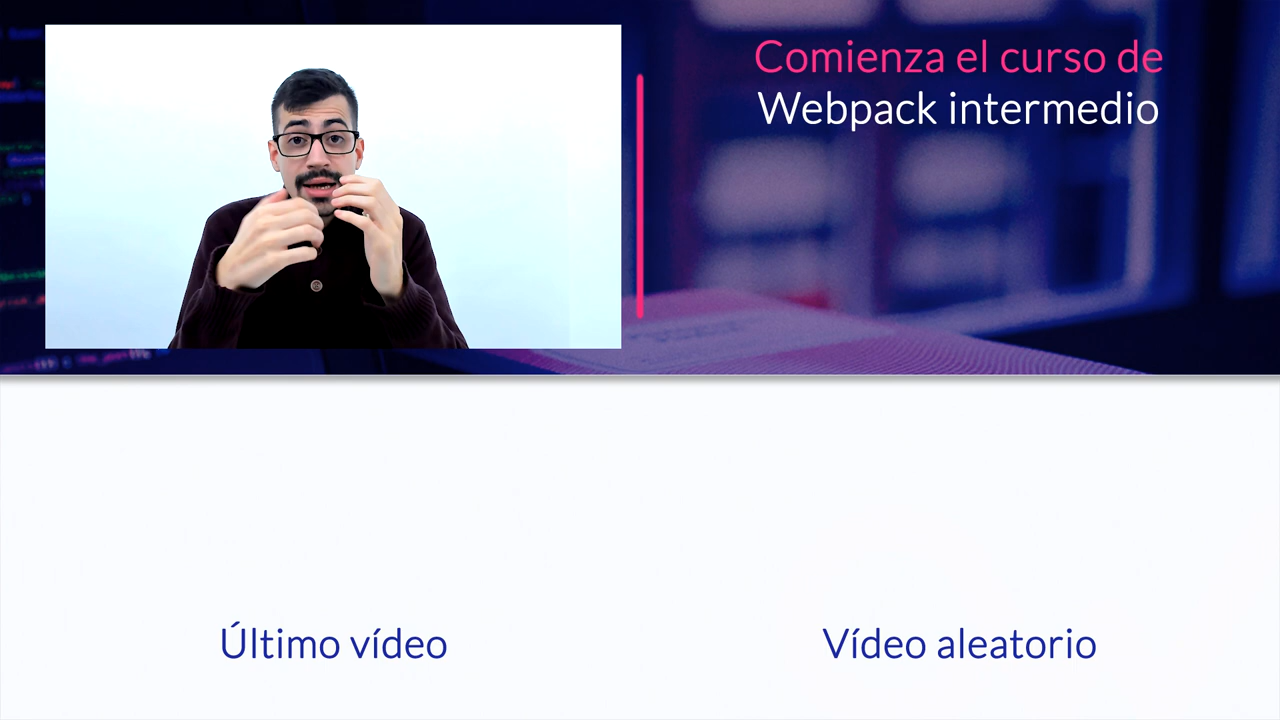 Comienza el curso de
Webpack intermedio
Último vídeo
Vídeo aleatorio